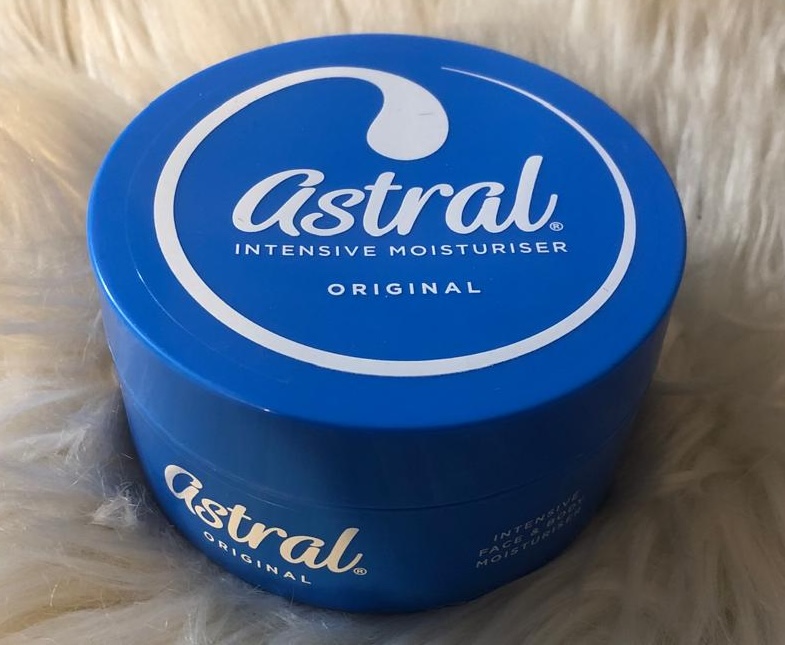 astral®
INTENSIVE MOISTURISER
ORIGINAL
astral®
ORIGINAL
INTENSIVE
FACE & BODY
MOISTURISER